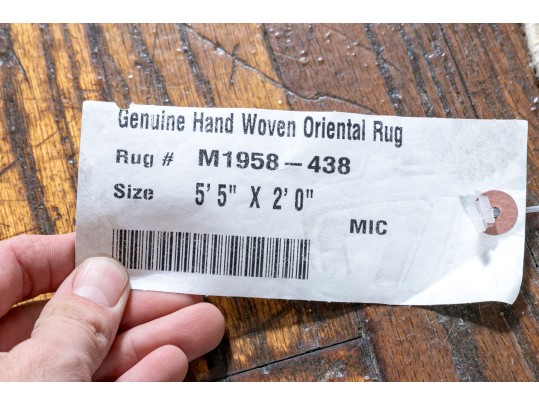 Genuine Hand Woven Oriental Rug
Rug # M1958-438
Size 5'5" X 2'0"
MIC